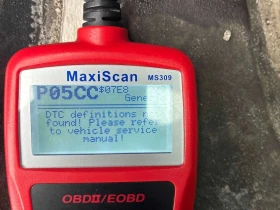 MaxiScan MS309
P05CC $07E8
Gene
DTC definitions n
found! Please refe
to vehicle service
manual!
OBDII/EOBD